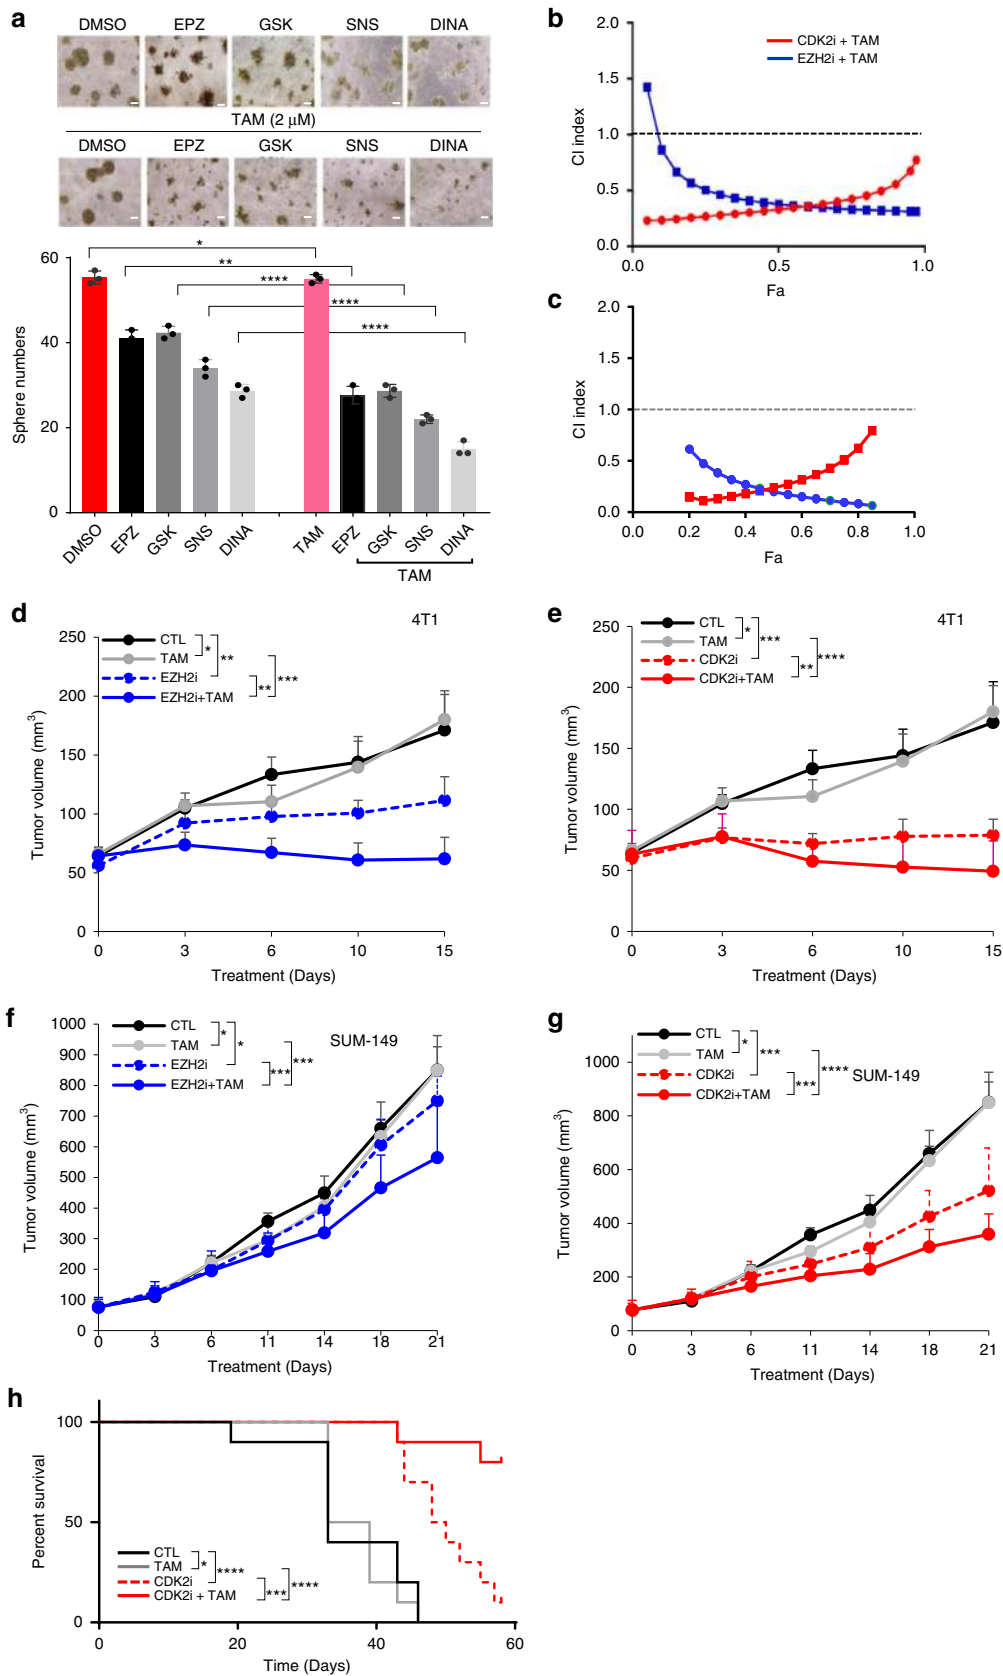 a
DMSO EPZ GSK SNS DINA
TAM (2 μM)
DMSO EPZ GSK SNS DINA
* 
**
****
****
****
Sphere numbers
60
40
20
0
DMSO EPZ GSK SNS DINA TAM EPZ GSK SNS DINA
TAM
b
CDK2i + TAM
EZH2i + TAM
CI index
2.0
1.5
1.0
0.5
0.0
0.0 0.5 1.0
Fa
c
CI index
2.0
1.5
1.0
0.5
0.0
0.0 0.2 0.4 0.6 0.8 1.0
Fa
d
4T1
CTL
TAM
EZH2i
EZH2i+TAM
* ** ** ***
Tumor volume (mm³)
250
200
150
100
50
0
0 3 6 10 15
Treatment (Days)
e
4T1
CTL
TAM
CDK2i
CDK2i+TAM
* *** ** ****
Tumor volume (mm³)
250
200
150
100
50
0
0 3 6 10 15
Treatment (Days)
f
SUM-149
CTL
TAM
EZH2i
EZH2i+TAM
* * *** ***
Tumor volume (mm³)
1000
900
800
700
600
500
400
300
200
100
0
0 3 6 11 14 18 21
Treatment (Days)
g
SUM-149
CTL
TAM
CDK2i
CDK2i+TAM
* *** *** ****
Tumor volume (mm³)
1000
800
600
400
200
0
0 3 6 11 14 18 21
Treatment (Days)
h
Percent survival
100
50
0
CTL
TAM
CDK2i
CDK2i + TAM
* **** *** ****
0 20 40 60
Time (Days)